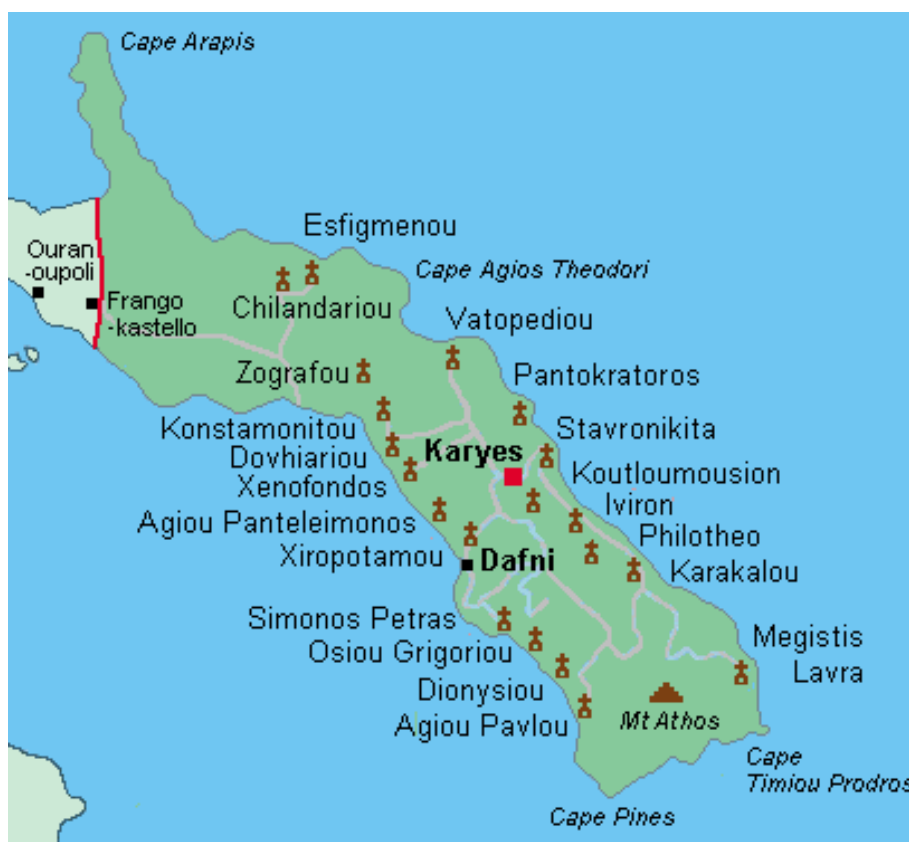 Cape Arapis
Esfigmenou
Ouran
-oupoli
Cape Agios Theodori
Frango
-kastello
Chilandariou
Vatopediou
Zografou
Pantokratoros
Konstamonitou
Stavronikita
Dovhiariou
Karyes
Koutloumousion
Xenofondos
Iviron
Agiou Panteleimonos
Philotheo
Xiropotamou
Dafni
Karakalou
Simonos Petras
Osiou Grigoriou
Megistis
Lavra
Dionysiou
Agiou Pavlou
Mt Athos
Cape
Timiou Prodros
Cape Pines